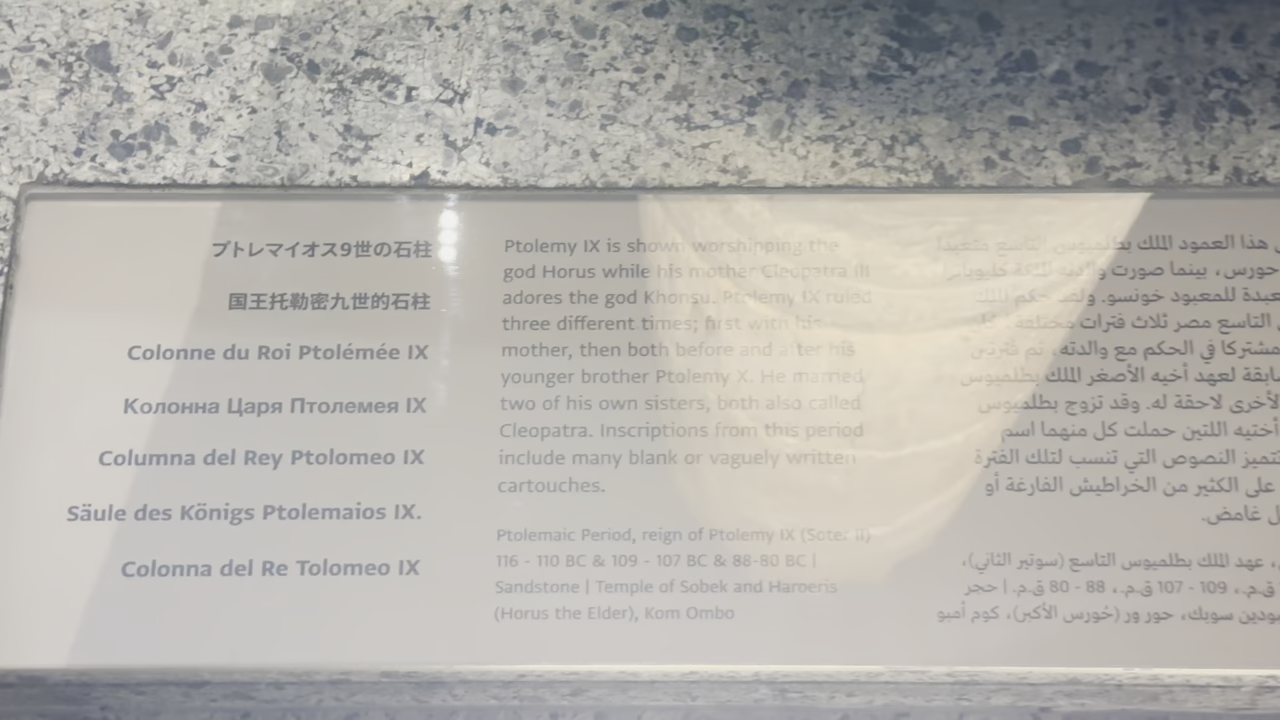 プトレマイオス9世の石柱
国王托勒密九世的石柱
Colonne du Roi Ptolémée IX
Колонна Царя Птолемея IX
Columna del Rey Ptolomeo IX
Säule des Königs Ptolemaios IX.
Colonna del Re Tolomeo IX
Ptolemy IX is shown worshipping the
god Horus while his mother Cleopatra III
adores the god Khonsu. Ptolemy IX ruled
three different times; first with his
mother, then both before and after his
younger brother Ptolemy X. He married
two of his own sisters, both also called
Cleopatra. Inscriptions from this period
include many blank or vaguely written
cartouches.
Ptolemaic Period, reign of Ptolemy IX (Soter II)
116 - 110 BC & 109 - 107 BC & 88-80 BC |
Sandstone | Temple of Sobek and Haroeris
(Horus the Elder), Kom Ombo
هذا العمود الملك بطلميوس التاسع متعبدا
حورس، بينما صورت والدته الملكة كليوباترا
للمعبود خونسو. ولقد حكم الملك
التاسع مصر ثلاث فترات مختلفة
مشتركا في الحكم مع والدته، ثم فترتين
لعهد أخيه الأصغر الملك بطلميوس
لاحقة له. وقد تزوج بطلميوس
أختيه اللتين حملت كل منهما اسم
النصوص التي تنسب لتلك الفترة
على الكثير من الخراطيش الفارغة أو
غامض.
عهد الملك بطلميوس التاسع (سوتير الثاني)،
ق.م.، 109 - 107 ق.م.، 88 - 80 ق.م. | حجر
سوبك، حور ور (حورس الأكبر)، كوم أمبو